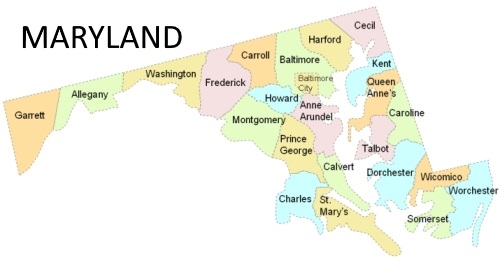 MARYLAND
Cecil
Harford
Carroll
Baltimore
Kent
Washington
Frederick
Baltimore
City
Queen
Anne's
Allegany
Howard
Anne
Arundel
Garrett
Caroline
Montgomery
Prince
George
Talbot
Calvert
Dorchester
Wicomico
Worchester
Charles
St.
Mary's
Somerset